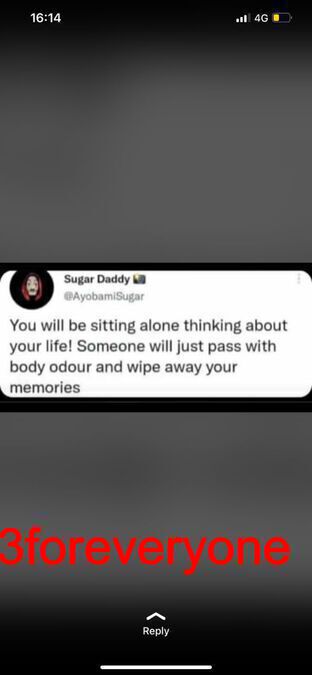 16:14
4G
Sugar Daddy
@AyobamiSugar
You will be sitting alone thinking about
your life! Someone will just pass with
body odour and wipe away your
memories
3foreveryone
Reply